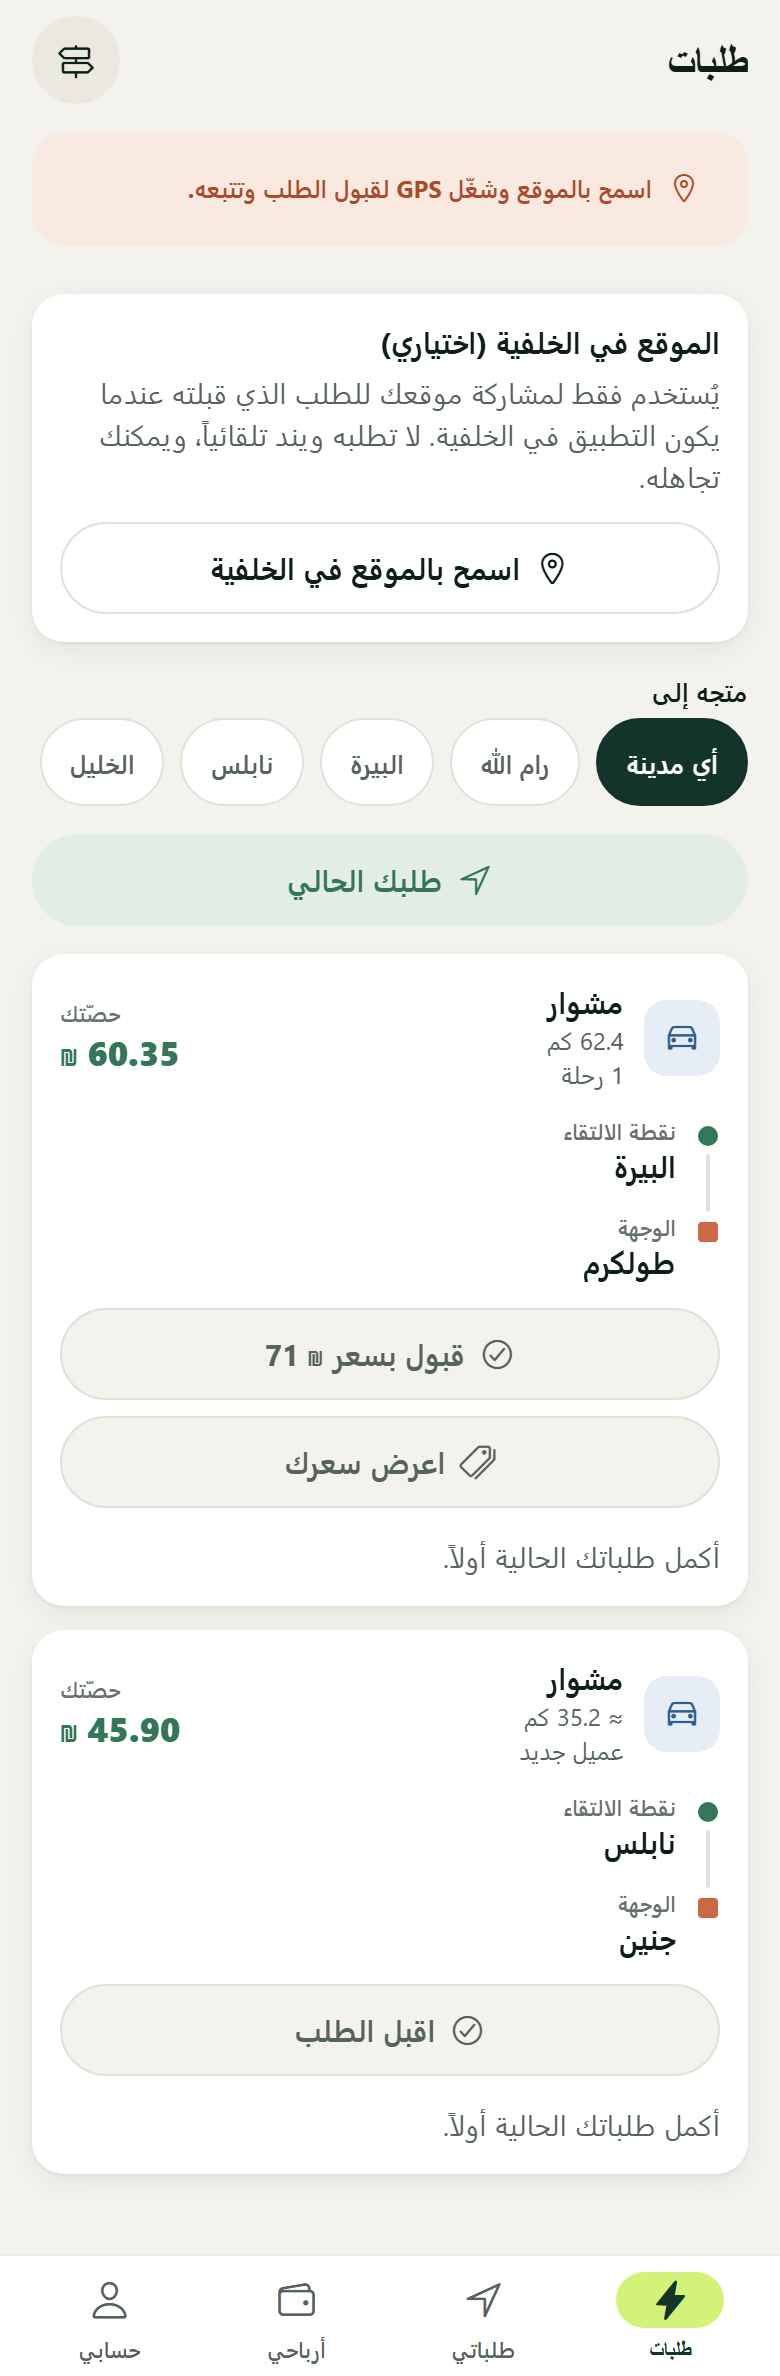 طلبات
اسمح بالموقع وشغّل GPS لقبول الطلب وتتبعه.
الموقع في الخلفية (اختياري)
يُستخدم فقط لمشاركة موقعك للطلب الذي قبلته عندما
يكون التطبيق في الخلفية. لا تطلبه ويند تلقائياً، ويمكنك
تجاهله.
اسمح بالموقع في الخلفية
متجه إلى
أي مدينة
رام الله
البيرة
نابلس
الخليل
طلبك الحالي
مشوار
62.4 كم
1 رحلة
حصّتك
60.35 ₪
نقطة الالتقاء
البيرة
الوجهة
طولكرم
قبول بسعر ₪ 71
اعرض سعرك
أكمل طلباتك الحالية أولاً.
مشوار
≈ 35.2 كم
عميل جديد
حصّتك
45.90 ₪
نقطة الالتقاء
نابلس
الوجهة
جنين
اقبل الطلب
أكمل طلباتك الحالية أولاً.
طلبات
طلباتي
أرباحي
حسابي